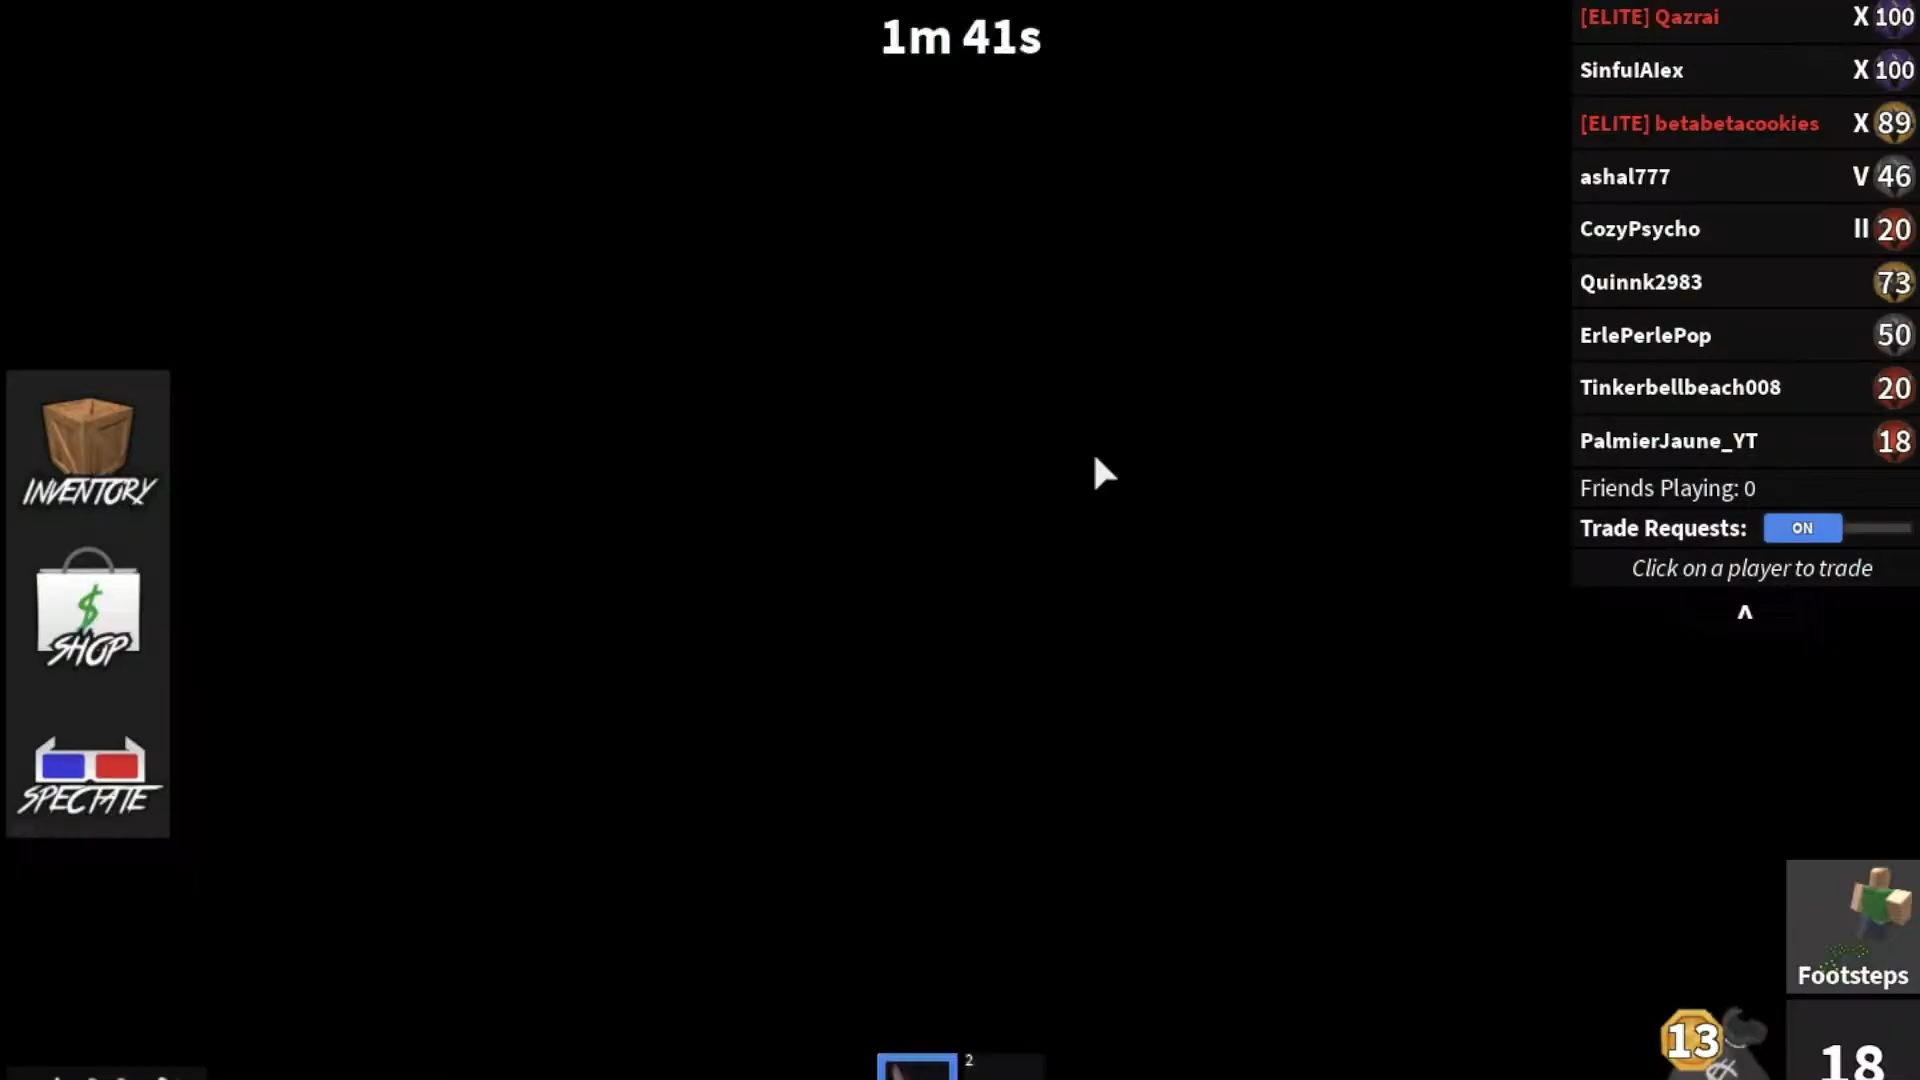 1m 41s
[ELITE] Qazrai X 100
SinfulAlex X 100
[ELITE] betabetacookies X 89
ashal777 V 46
CozyPsycho II 20
Quinnk2983 73
ErlePerlePop 50
Tinkerbellbeach008 20
PalmierJaune_YT 18
Friends Playing: 0
Trade Requests: ON
Click on a player to trade
^
INVENTORY
$
SHOP
SPECTATE
Footsteps
13
18
2